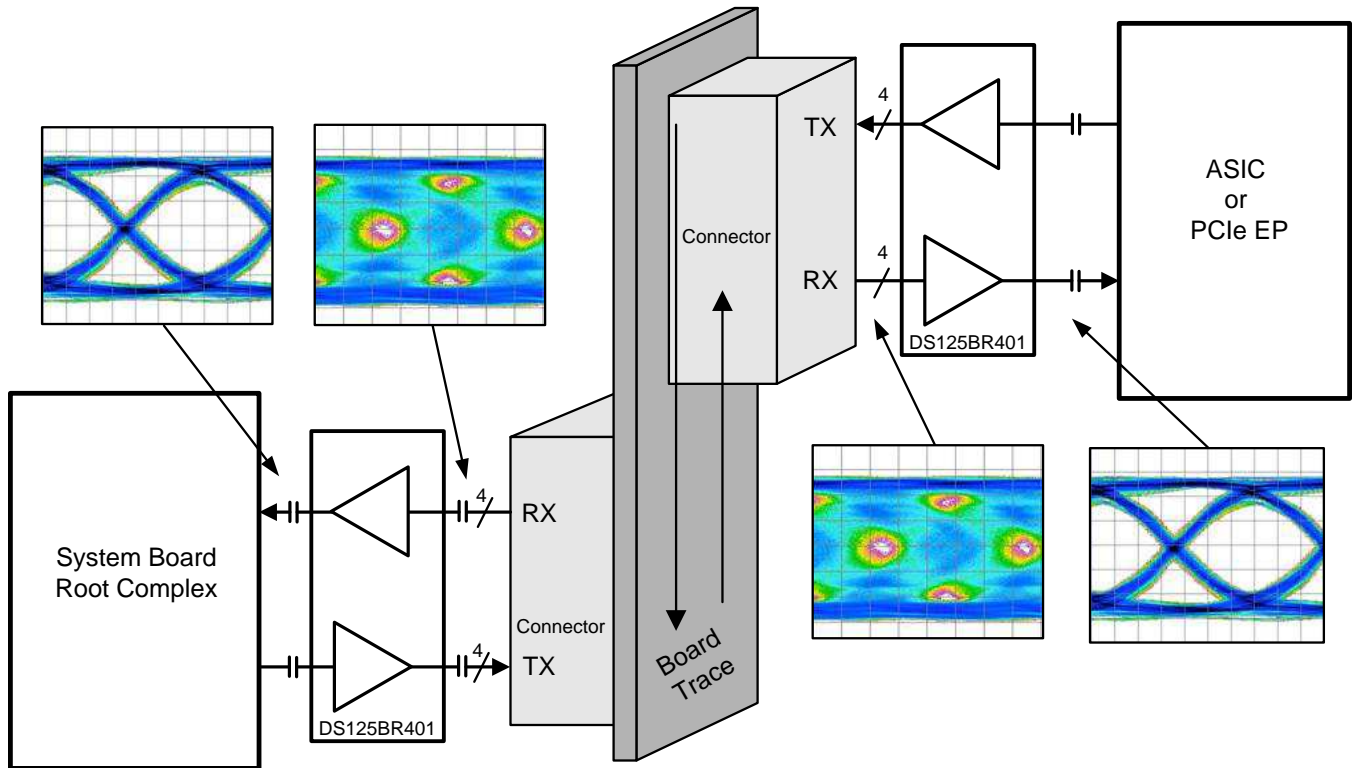 4
TX
ASIC
or
PCIe EP
Connector
4
RX
DS125BR401
4
RX
System Board
Root Complex
Connector
4
TX
Board
Trace
DS125BR401